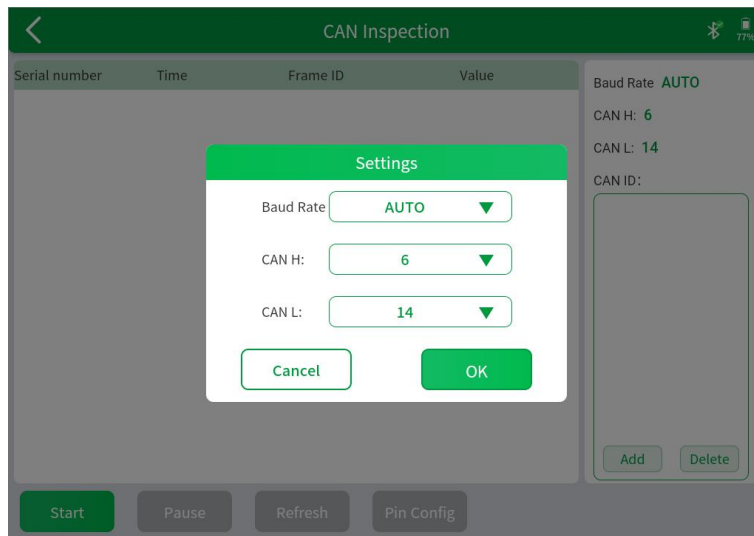 CAN Inspection
77%
Serial number Time Frame ID Value
Baud Rate AUTO
CAN H: 6
CAN L: 14
CAN ID:
Settings
Baud Rate AUTO
CAN H: 6
CAN L: 14
Cancel OK
Add Delete
Start Pause Refresh Pin Config